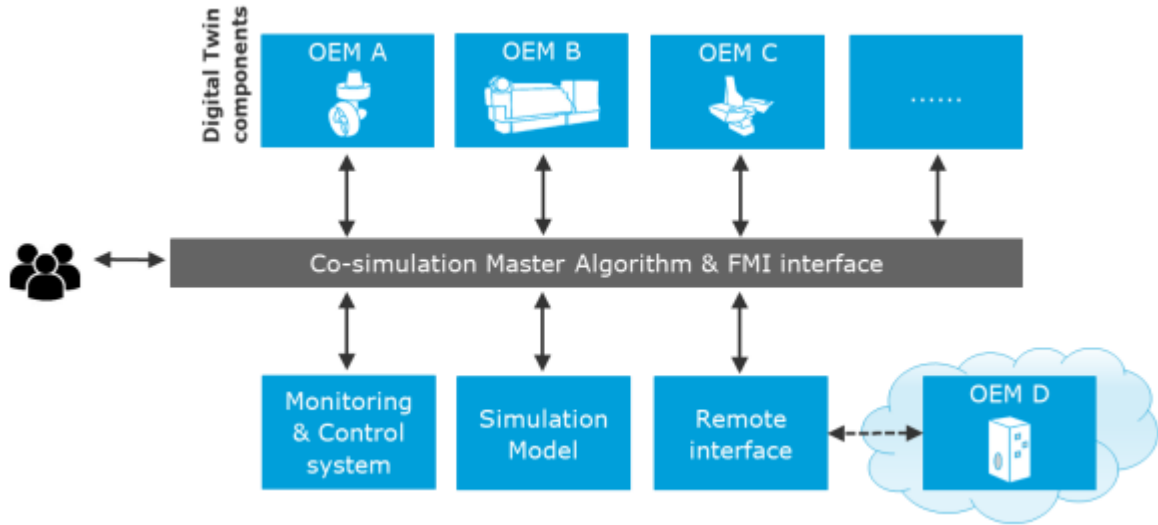 Digital Twin
components
OEM A
OEM B
OEM C
......
Co-simulation Master Algorithm & FMI interface
Monitoring
& Control
system
Simulation
Model
Remote
interface
OEM D